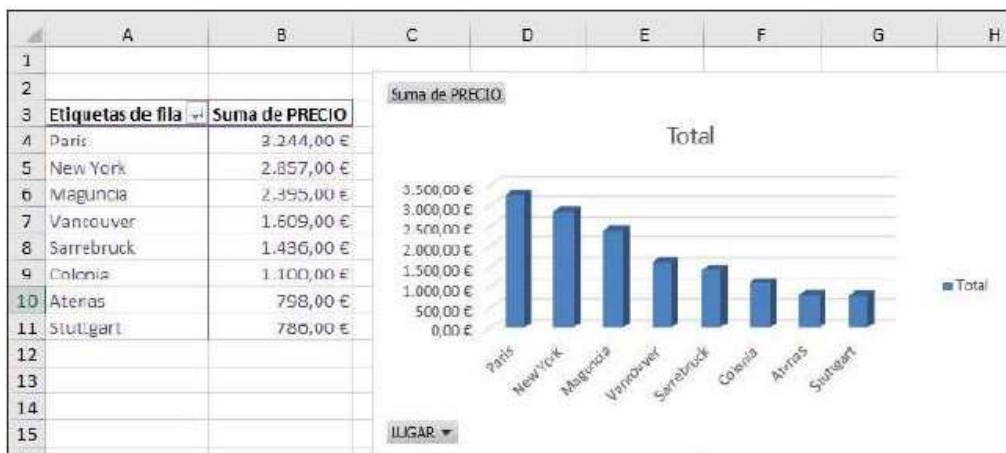 A B C D E F G H
1
2
3 Etiquetas de fila Suma de PRECIO
4 Paris 3.244,00 €
5 New York 2.857,00 €
6 Maguncia 2.395,00 €
7 Vancouver 1.609,00 €
8 Sarrebruck 1.436,00 €
9 Colonia 1.100,00 €
10 Atenas 798,00 €
11 Stuttgart 786,00 €
12
13
14
15
Suma de PRECIO
Total
3.500,00 €
3.000,00 €
2.500,00 €
2.000,00 €
1.500,00 €
1.000,00 €
500,00 €
0,00 €
Paris
New York
Maguncia
Vancouver
Sarrebruck
Colonia
Atenas
Stuttgart
Total
LUGAR